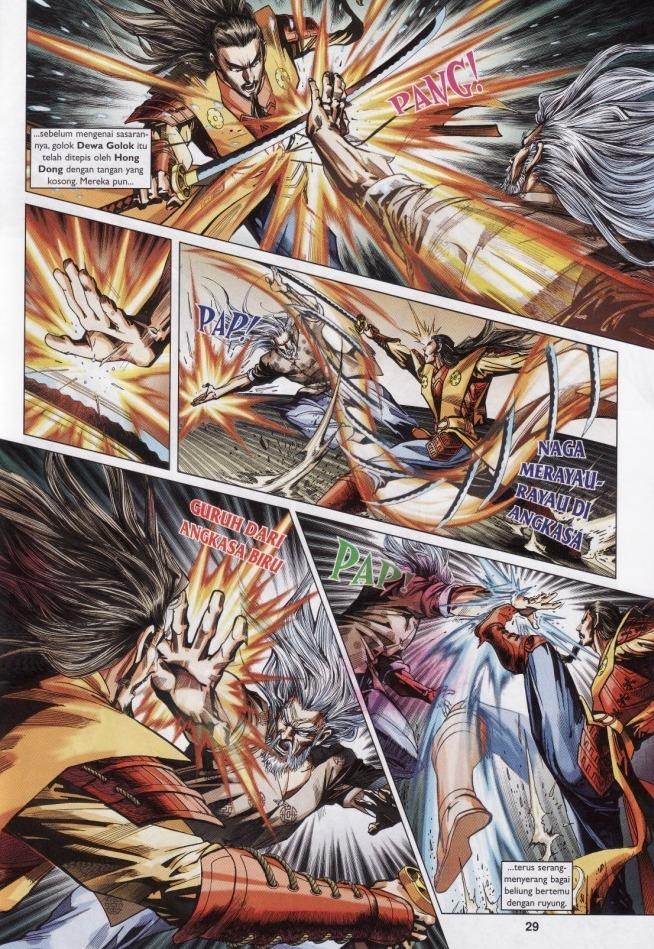 PANG!
...sebelum mengenai sasaran-
nya, golok Dewa Golok itu
telah ditepis oleh Hong
Dong dengan tangan yang
kosong. Mereka pun...
PAP!
NAGA
MERAYAU-
RAYAU DI
ANGKASA
GURUH DARI
ANGKASA BIRU
PAP!
...terus serang-
menyerang bagai
beliung bertemu
dengan ruyung.
29